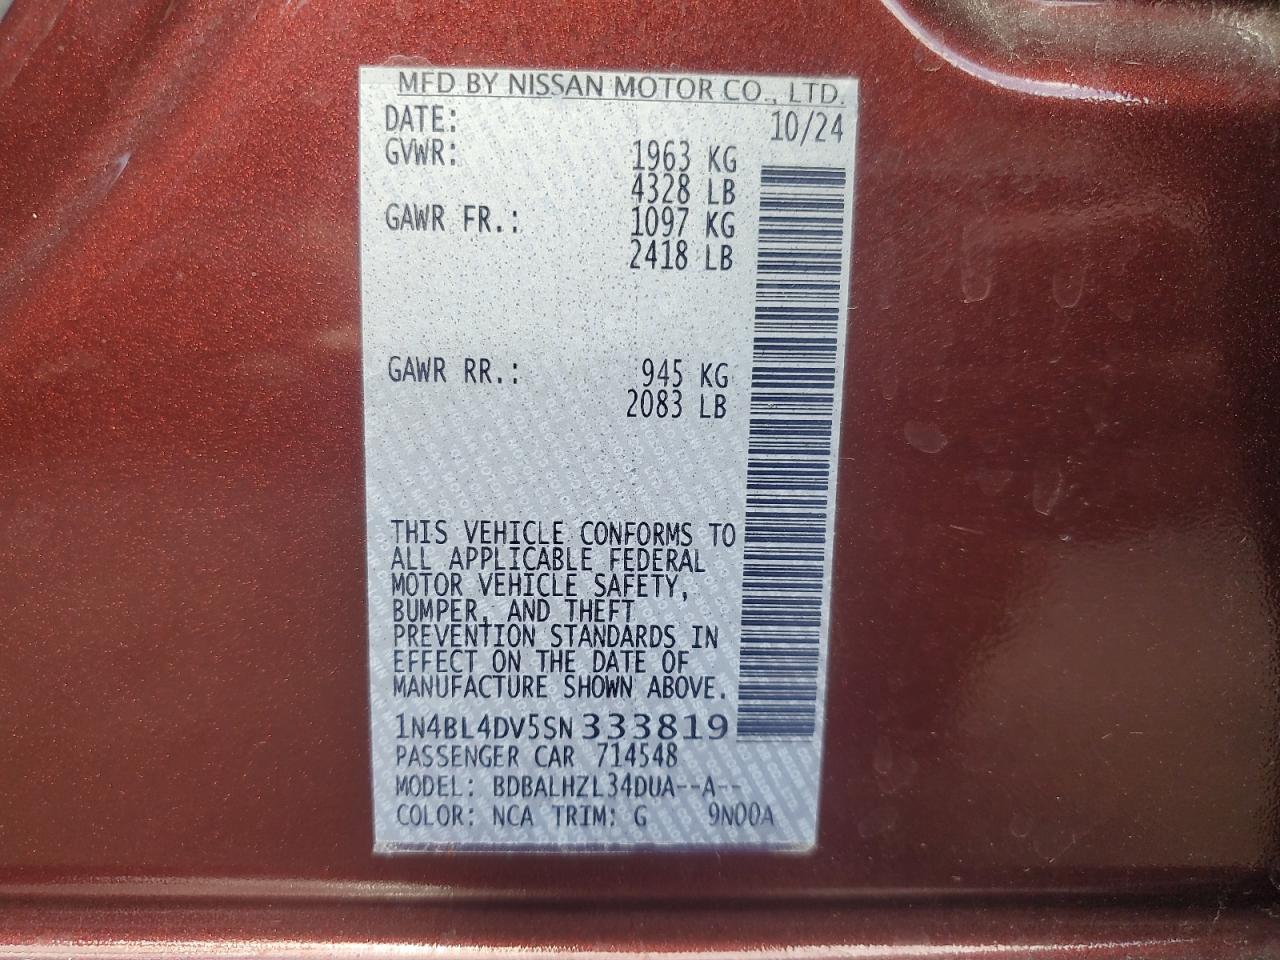 MFD BY NISSAN MOTOR CO., LTD.
DATE: 10/24
GVWR: 1963 KG
4328 LB
GAWR FR.: 1097 KG
2418 LB
GAWR RR.: 945 KG
2083 LB
THIS VEHICLE CONFORMS TO
ALL APPLICABLE FEDERAL
MOTOR VEHICLE SAFETY,
BUMPER, AND THEFT
PREVENTION STANDARDS IN
EFFECT ON THE DATE OF
MANUFACTURE SHOWN ABOVE.
1N4BL4DV5SN333819
PASSENGER CAR 714548
MODEL: BDBALHZL34DUA--A--
COLOR: NCA TRIM: G 9N00A